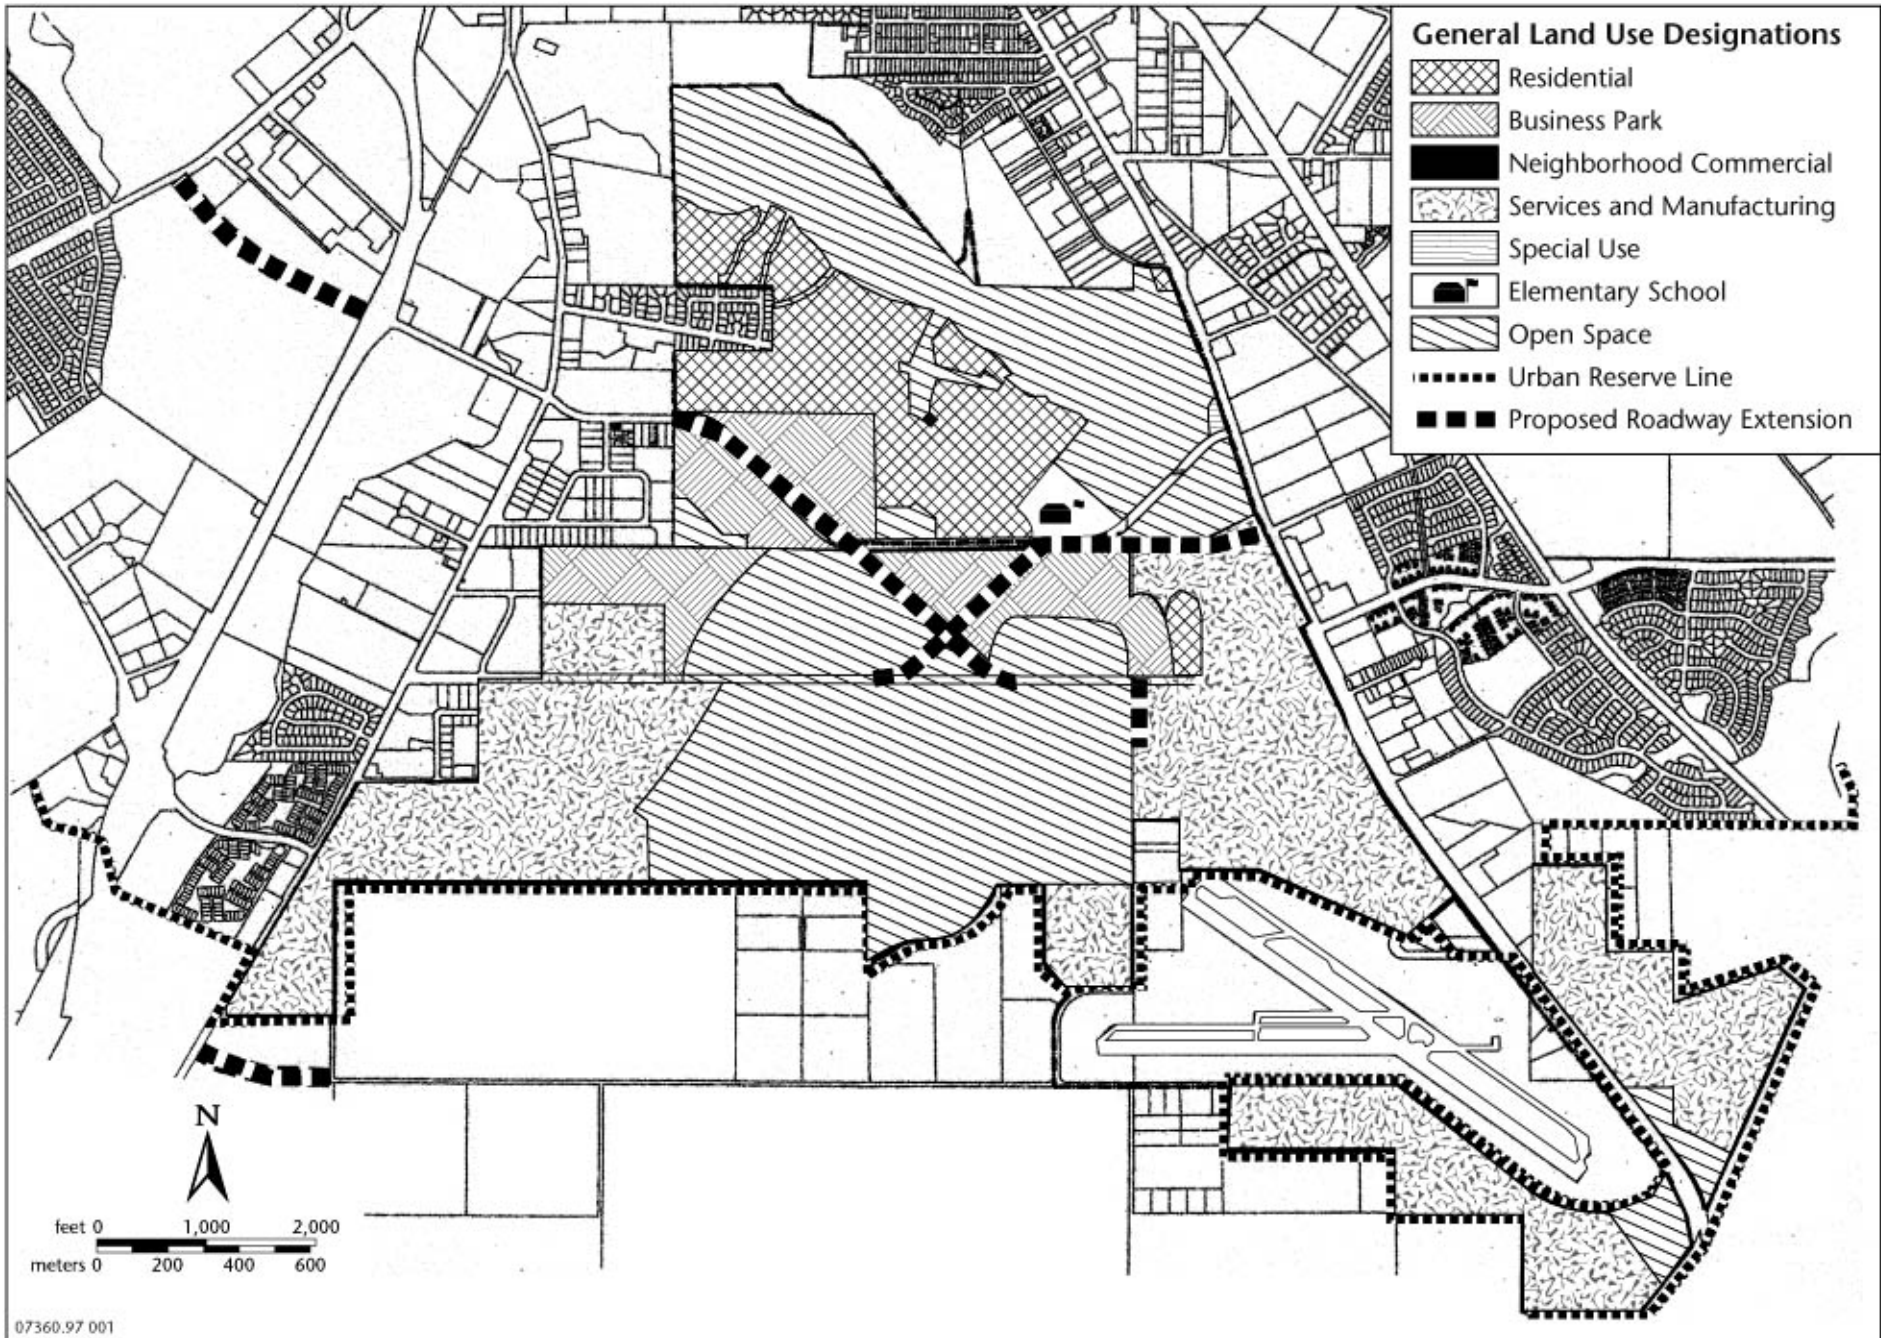 General Land Use Designations
Residential
Business Park
Neighborhood Commercial
Services and Manufacturing
Special Use
Elementary School
Open Space
Urban Reserve Line
Proposed Roadway Extension
N
feet 0 1,000 2,000
meters 0 200 400 600
07360.97 001